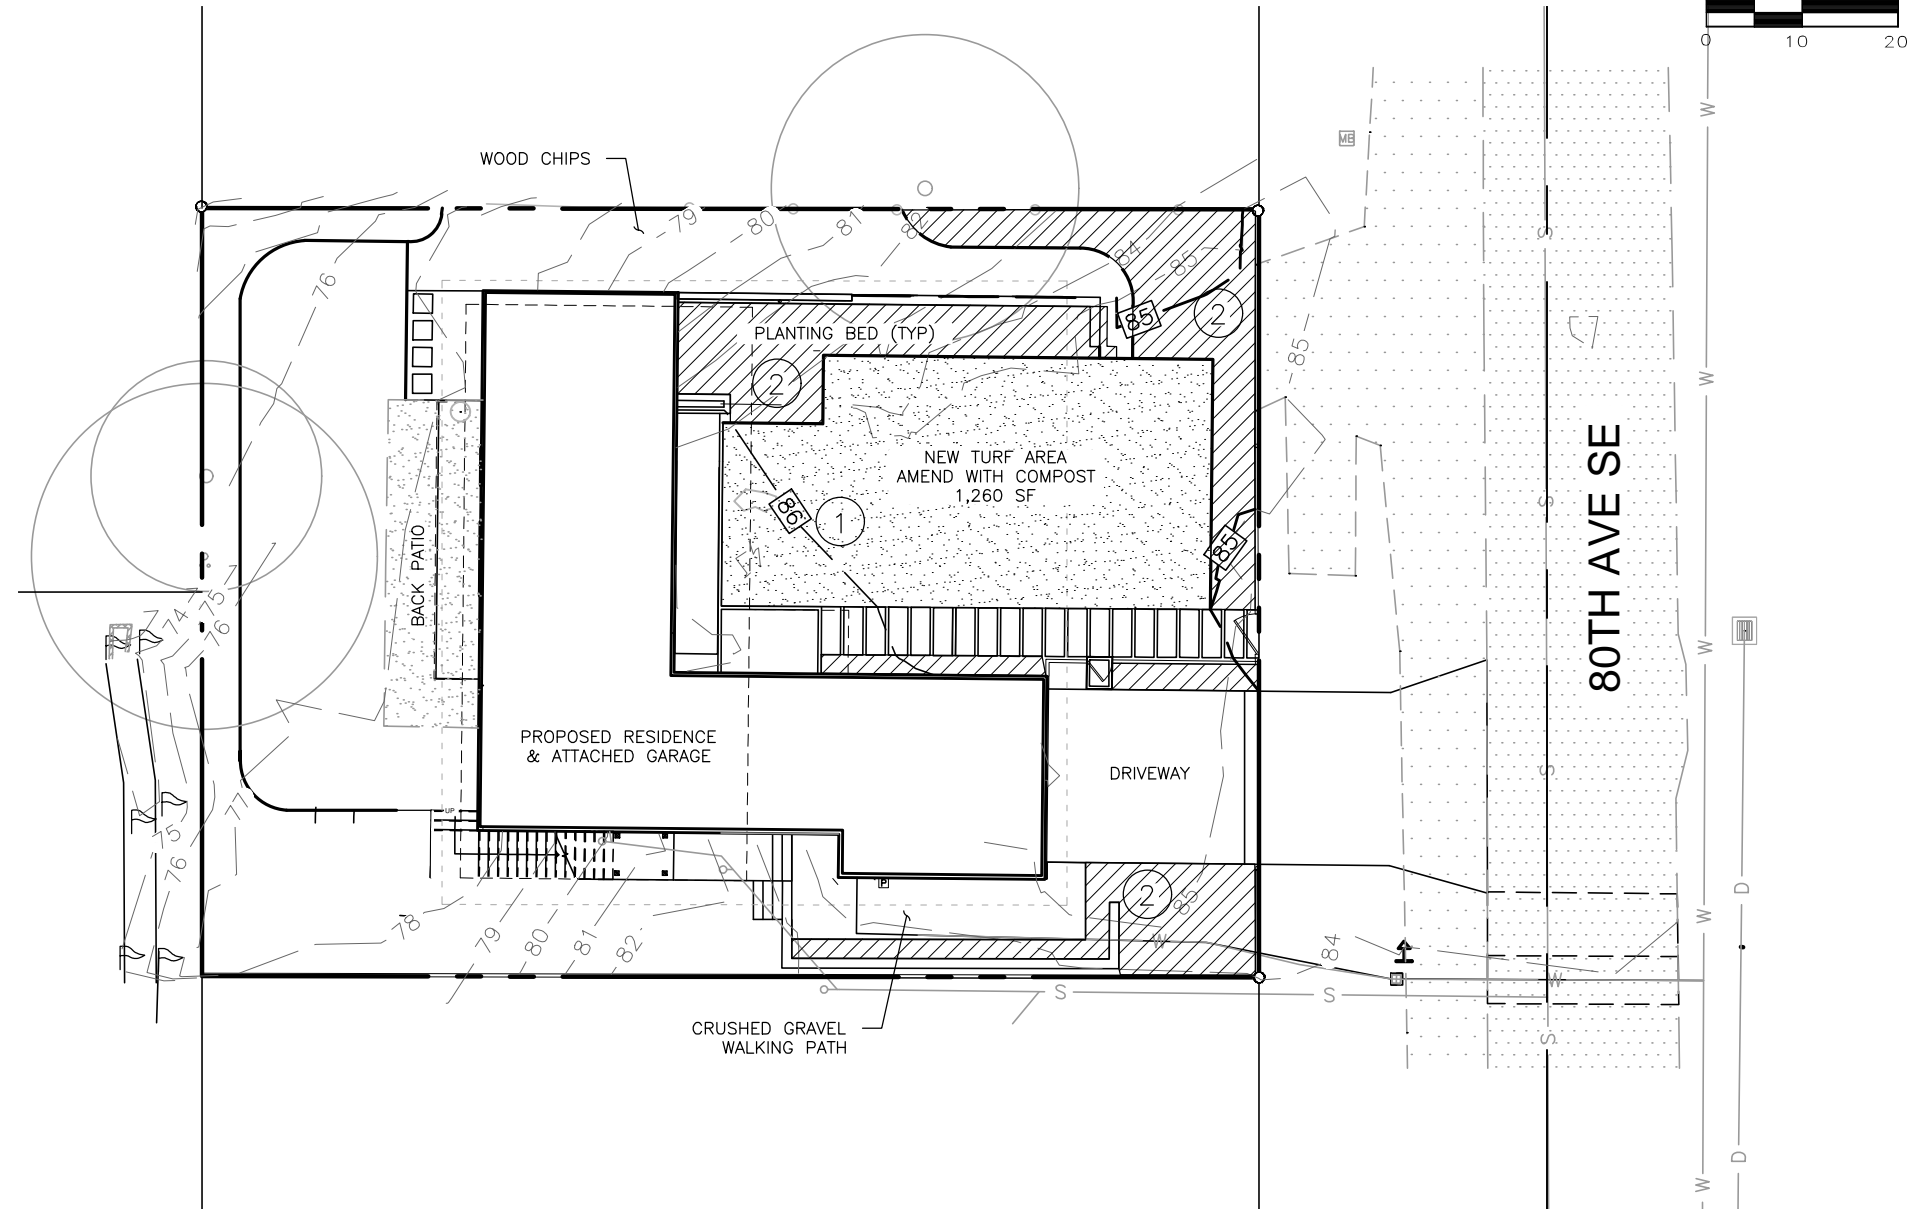 0 10 20
MB
WOOD CHIPS
79
80
81
82
84
85
76
85
2
PLANTING BED (TYP)
85
2
NEW TURF AREA
AMEND WITH COMPOST
1,260 SF
86
1
85
80TH AVE SE
BACK PATIO
74
75
76
PROPOSED RESIDENCE
& ATTACHED GARAGE
DRIVEWAY
77
75
76
UP
P
78
79
80
81
82
2
85
84
W
W
W
W
W
W
W
W
S
S
S
S
S
S
D
D
CRUSHED GRAVEL
WALKING PATH